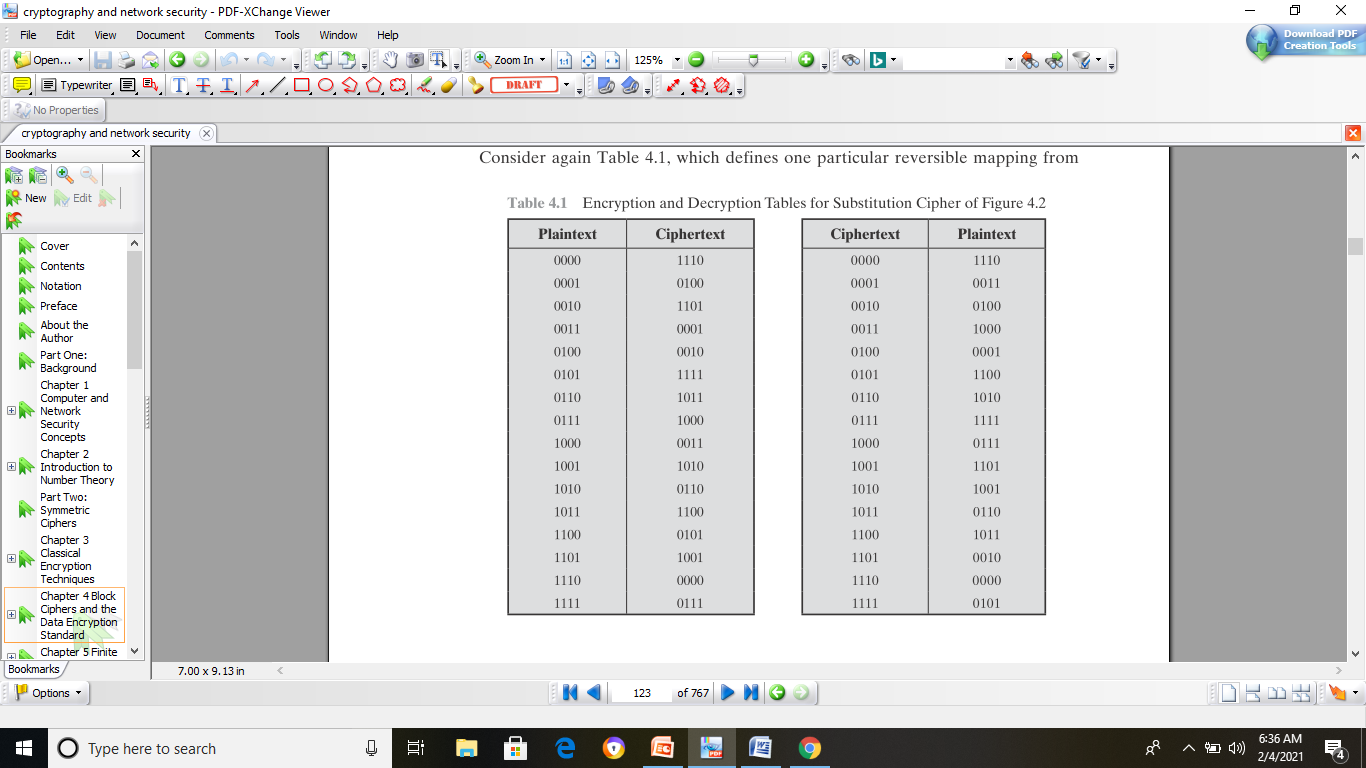 cryptography and network security - PDF-XChange Viewer
File Edit View Document Comments Tools Window Help
Download PDF
Creation Tools
Open... Zoom In 1:1 125%
Typewriter T T T DRAFT
No Properties
cryptography and network security
Bookmarks
New Edit
Cover
Contents
Notation
Preface
About the
Author
Part One:
Background
Chapter 1
Computer and
Network
Security
Concepts
Chapter 2
Introduction to
Number Theory
Part Two:
Symmetric
Ciphers
Chapter 3
Classical
Encryption
Techniques
Chapter 4 Block
Ciphers and the
Data Encryption
Standard
Chapter 5 Finite
Bookmarks
Options
Consider again Table 4.1, which defines one particular reversible mapping from
Table 4.1 Encryption and Decryption Tables for Substitution Cipher of Figure 4.2
Plaintext Ciphertext Ciphertext Plaintext
0000 1110 0000 1110
0001 0100 0001 0011
0010 1101 0010 0100
0011 0001 0011 1000
0100 0010 0100 0001
0101 1111 0101 1100
0110 1011 0110 1010
0111 1000 0111 1111
1000 0011 1000 0111
1001 1010 1001 1101
1010 0110 1010 1001
1011 1100 1011 0110
1100 0101 1100 1011
1101 1001 1101 0010
1110 0000 1110 0000
1111 0111 1111 0101
7.00 x 9.13 in
123 of 767
Type here to search
6:36 AM
2/4/2021
4